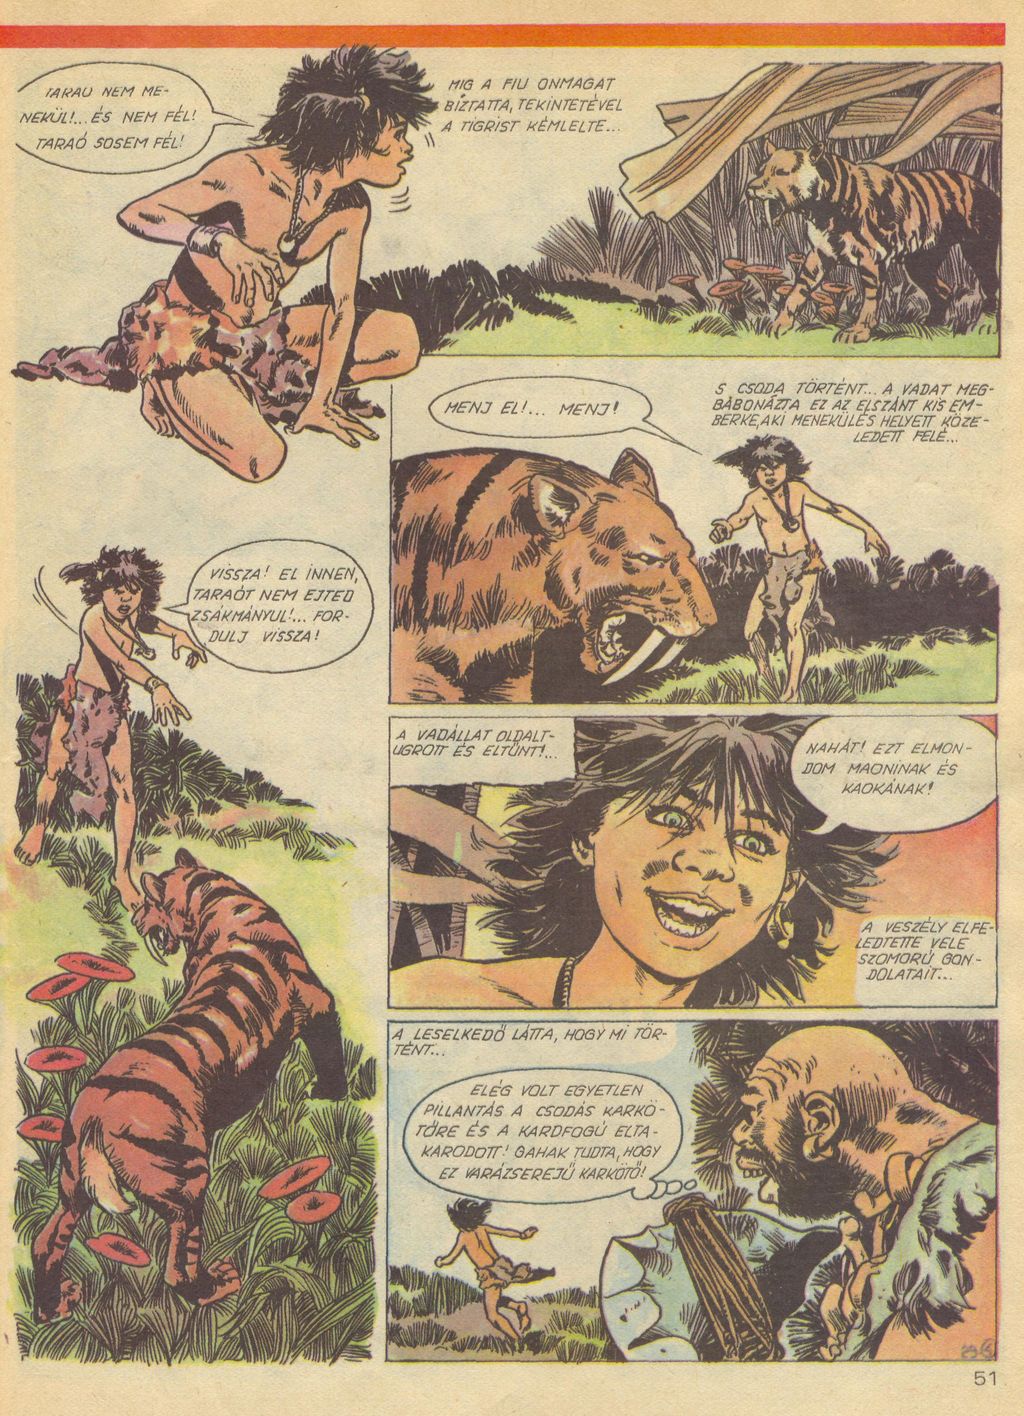 TARAÓ NEM ME-
NEKÜL!... ÉS NEM FÉL!
TARAÓ SOSEM FÉL!
MIG A FIU ONMAGAT
BIZTATTA, TEKINTETÉVEL
A TIGRIST KÉMLELTE...
MENJ EL!... MENJ!
S CSODA TÖRTÉNT... A VADAT MEG-
BABONÁZTA EZ AZ ELSZÁNT KIS EM-
BERKE, AKI MENEKÜLÉS HELYETT KÖZE-
LEDETT FELÉ...
VISSZA! EL INNEN,
TARAÓT NEM EJTED
ZSÁKMÁNYUL!... FOR-
DULJ VISSZA!
A VADÁLLAT OLDALT-
UGROTT ÉS ELTŰNT!...
NAHÁT! EZT ELMON-
DOM MAONINAK ÉS
KAOKÁNAK!
A VESZÉLY ELFE-
LEDTETTE VELE
SZOMORÚ GON-
DOLATAIT...
A LESELKEDŐ LÁTTA, HOGY MI TÖR-
TÉNT...
ELÉG VOLT EGYETLEN
PILLANTÁS A CSODÁS KARKÖ-
TŐRE ÉS A KARDFOGÚ ELTA-
KARODOTT! GAHAK TUDTA, HOGY
EZ VARÁZSEREJŰ KARKÖTŐ!
51